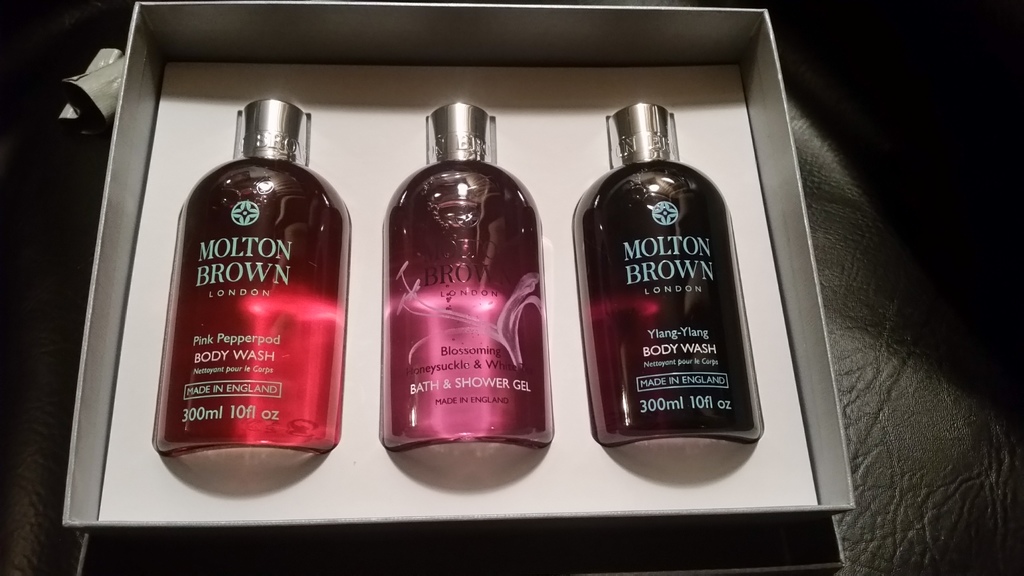 MOLTON
BROWN
LONDON
Pink Pepperpod
BODY WASH
Nettoyant pour le Corps
MADE IN ENGLAND
300ml 10fl oz
BROWN
LONDON
Blossoming
Honeysuckle &
BATH & SHOWER GEL
MADE IN ENGLAND
MOLTON
BROWN
LONDON
Ylang-Ylang
BODY WASH
Nettoyant pour le Corps
MADE IN ENGLAND
300ml 10fl oz